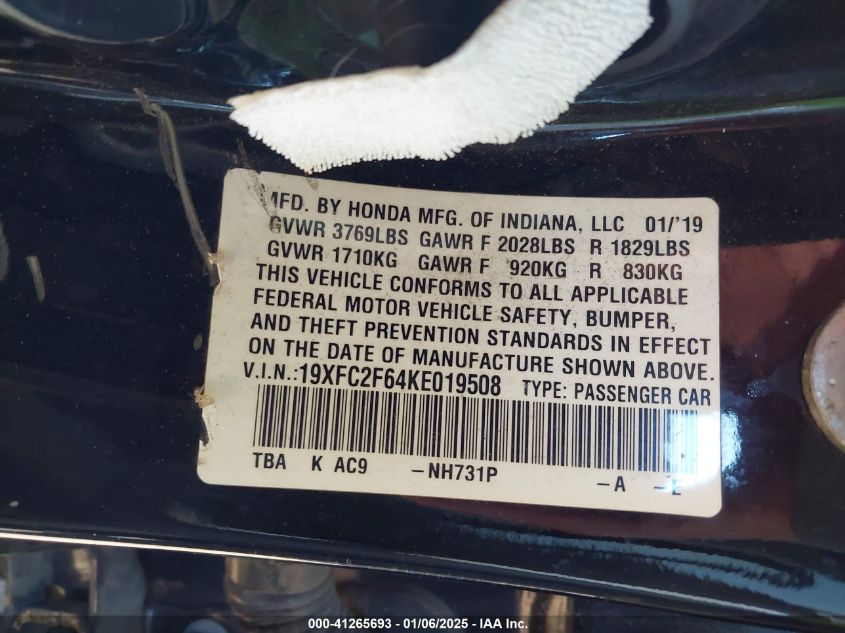 MFD. BY HONDA MFG. OF INDIANA, LLC 01/'19
GVWR 3769LBS GAWR F 2028LBS R 1829LBS
GVWR 1710KG GAWR F 920KG R 830KG
THIS VEHICLE CONFORMS TO ALL APPLICABLE
FEDERAL MOTOR VEHICLE SAFETY, BUMPER,
AND THEFT PREVENTION STANDARDS IN EFFECT
ON THE DATE OF MANUFACTURE SHOWN ABOVE.
V.I.N.:19XFC2F64KE019508 TYPE: PASSENGER CAR
TBA K AC9 -NH731P -A -E
000-41265693 - 01/06/2025 - IAA Inc.